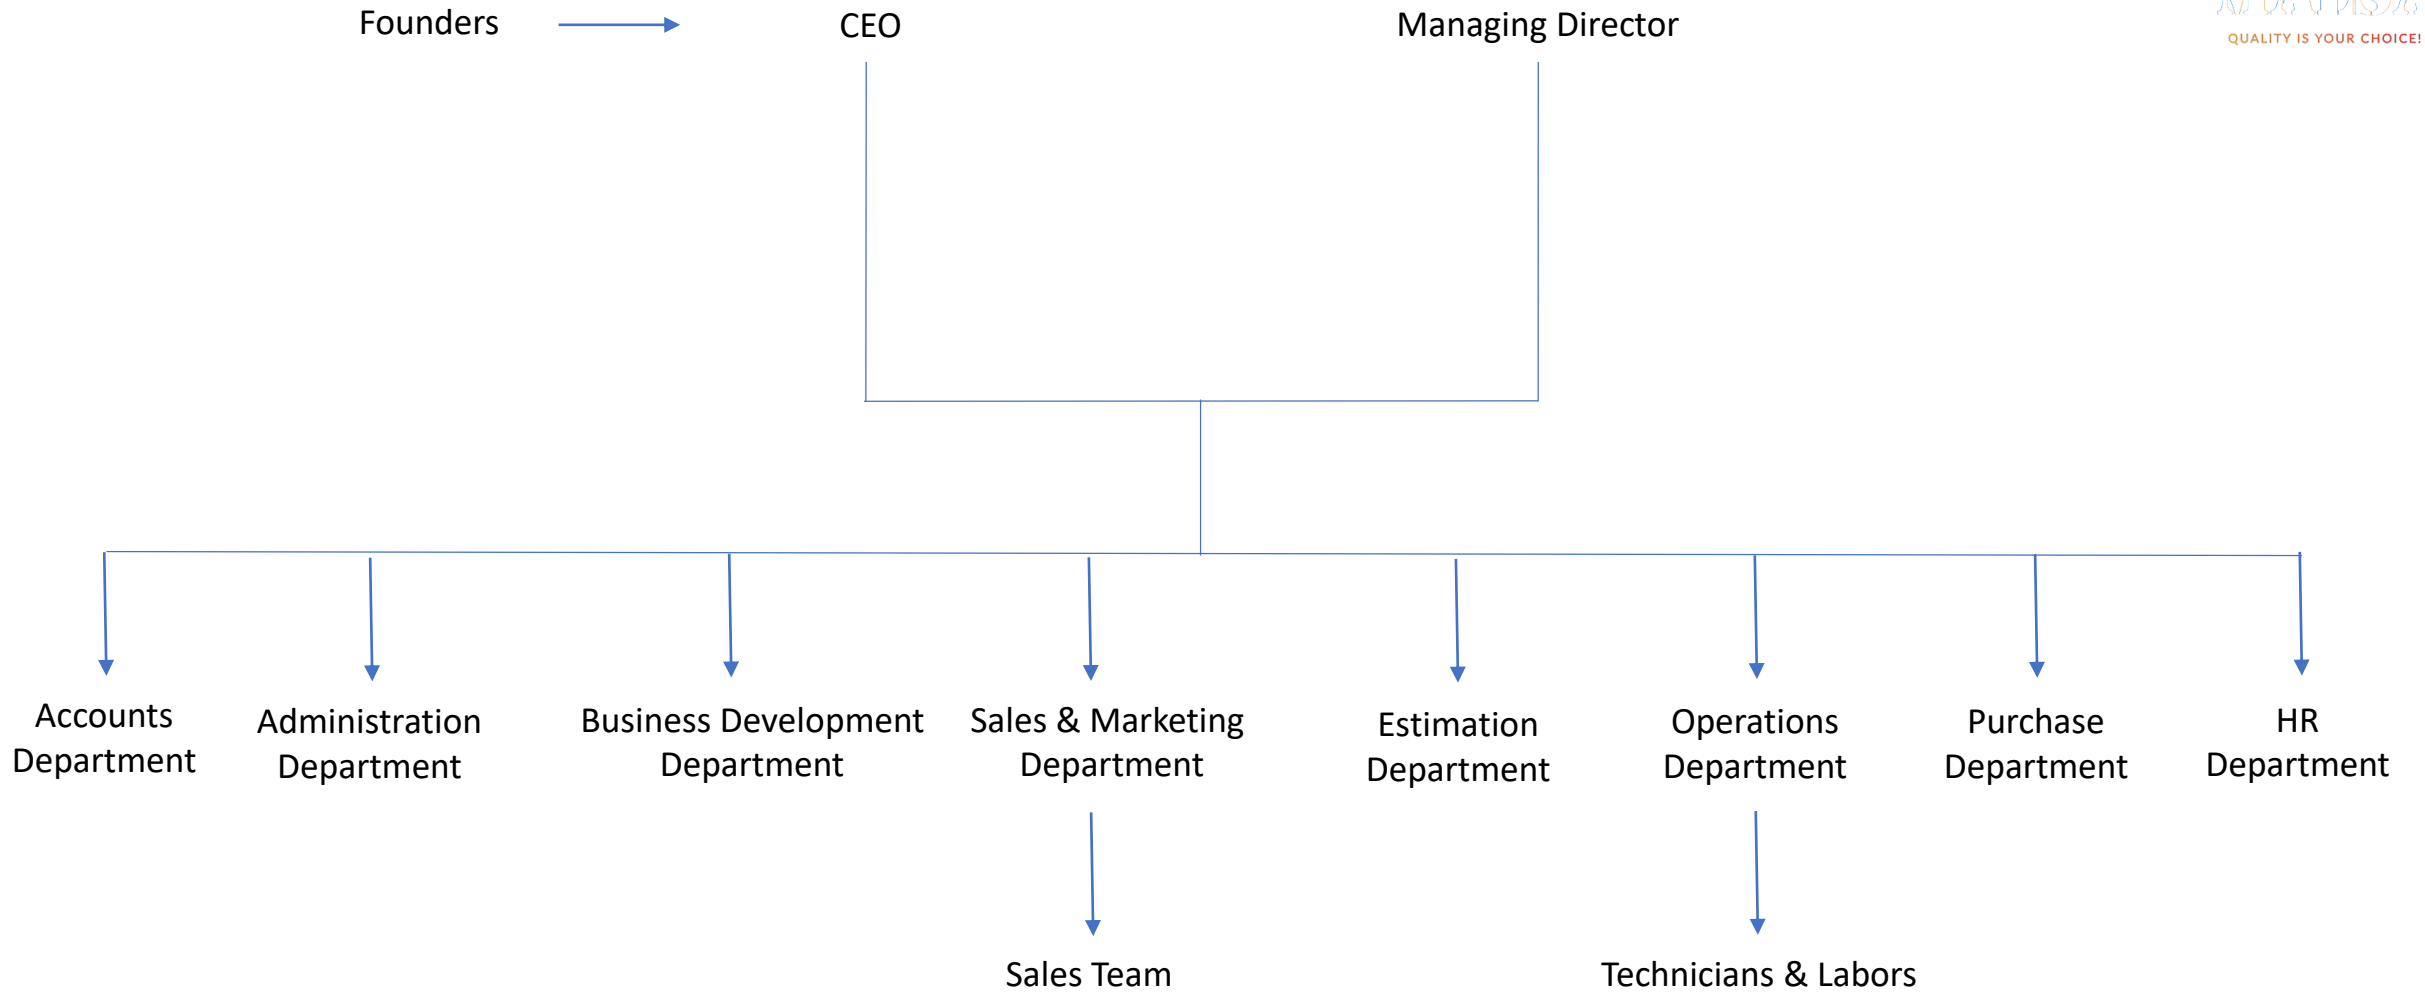 Founders
CEO
Managing Director
QUALITY IS YOUR CHOICE!
Accounts
Department
Administration
Department
Business Development
Department
Sales & Marketing
Department
Estimation
Department
Operations
Department
Purchase
Department
HR
Department
Sales Team
Technicians & Labors